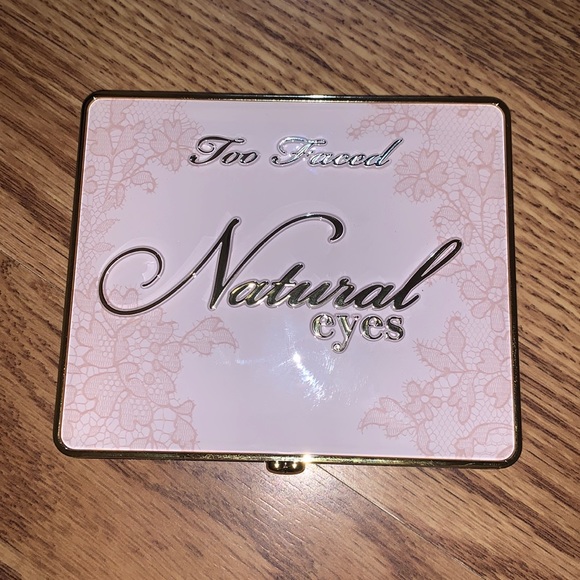 Too Faced
Natural
eyes